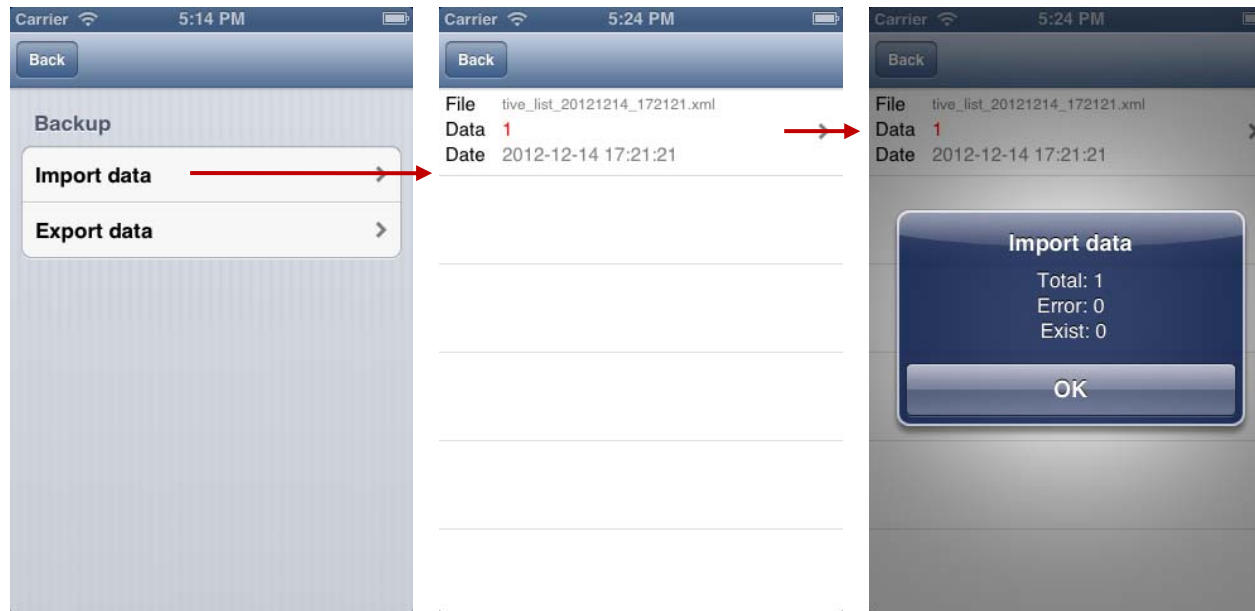 Carrier 5:14 PM
Back
Backup
Import data
Export data
Carrier 5:24 PM
Back
File tive_list_20121214_172121.xml
Data 1
Date 2012-12-14 17:21:21
Carrier 5:24 PM
Back
File tive_list_20121214_172121.xml
Data 1
Date 2012-12-14 17:21:21
Import data
Total: 1
Error: 0
Exist: 0
OK